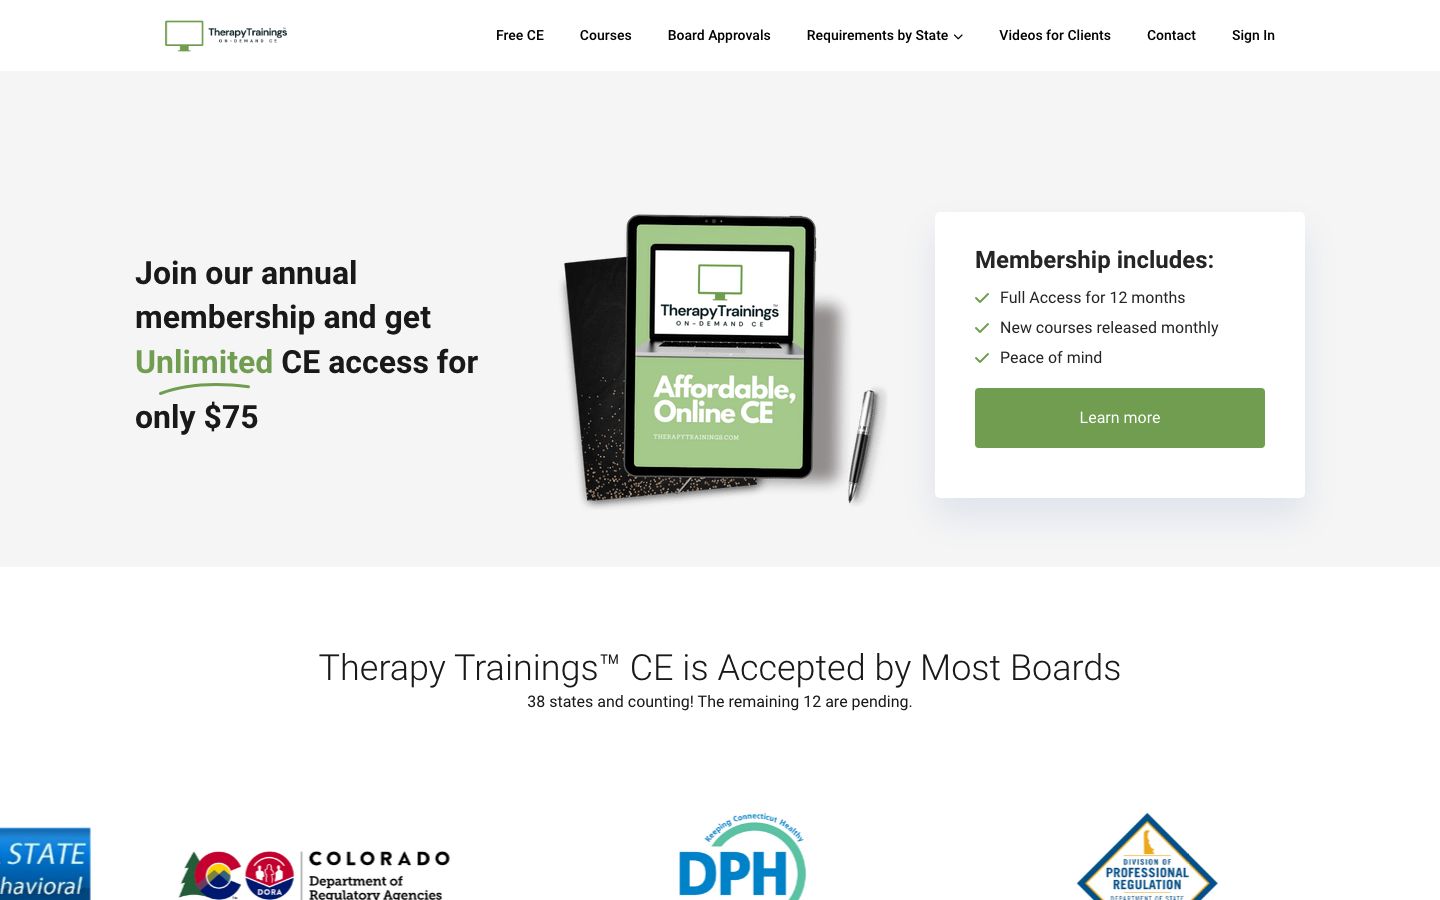 TherapyTrainings
ON-DEMAND CE
Free CE
Courses
Board Approvals
Requirements by State
Videos for Clients
Contact
Sign In
Join our annual
membership and get
Unlimited CE access for
only $75
TherapyTrainings™
ON-DEMAND CE
Affordable,
Online CE
THERAPYTRAININGS.COM
Membership includes:
Full Access for 12 months
New courses released monthly
Peace of mind
Learn more
Therapy Trainings™ CE is Accepted by Most Boards
38 states and counting! The remaining 12 are pending.
STATE
havioral
COLORADO
Department of
Regulatory Agencies
DORA
Keeping Connecticut Healthy
DPH
DIVISION OF
PROFESSIONAL
REGULATION
DEPARTMENT OF STATE